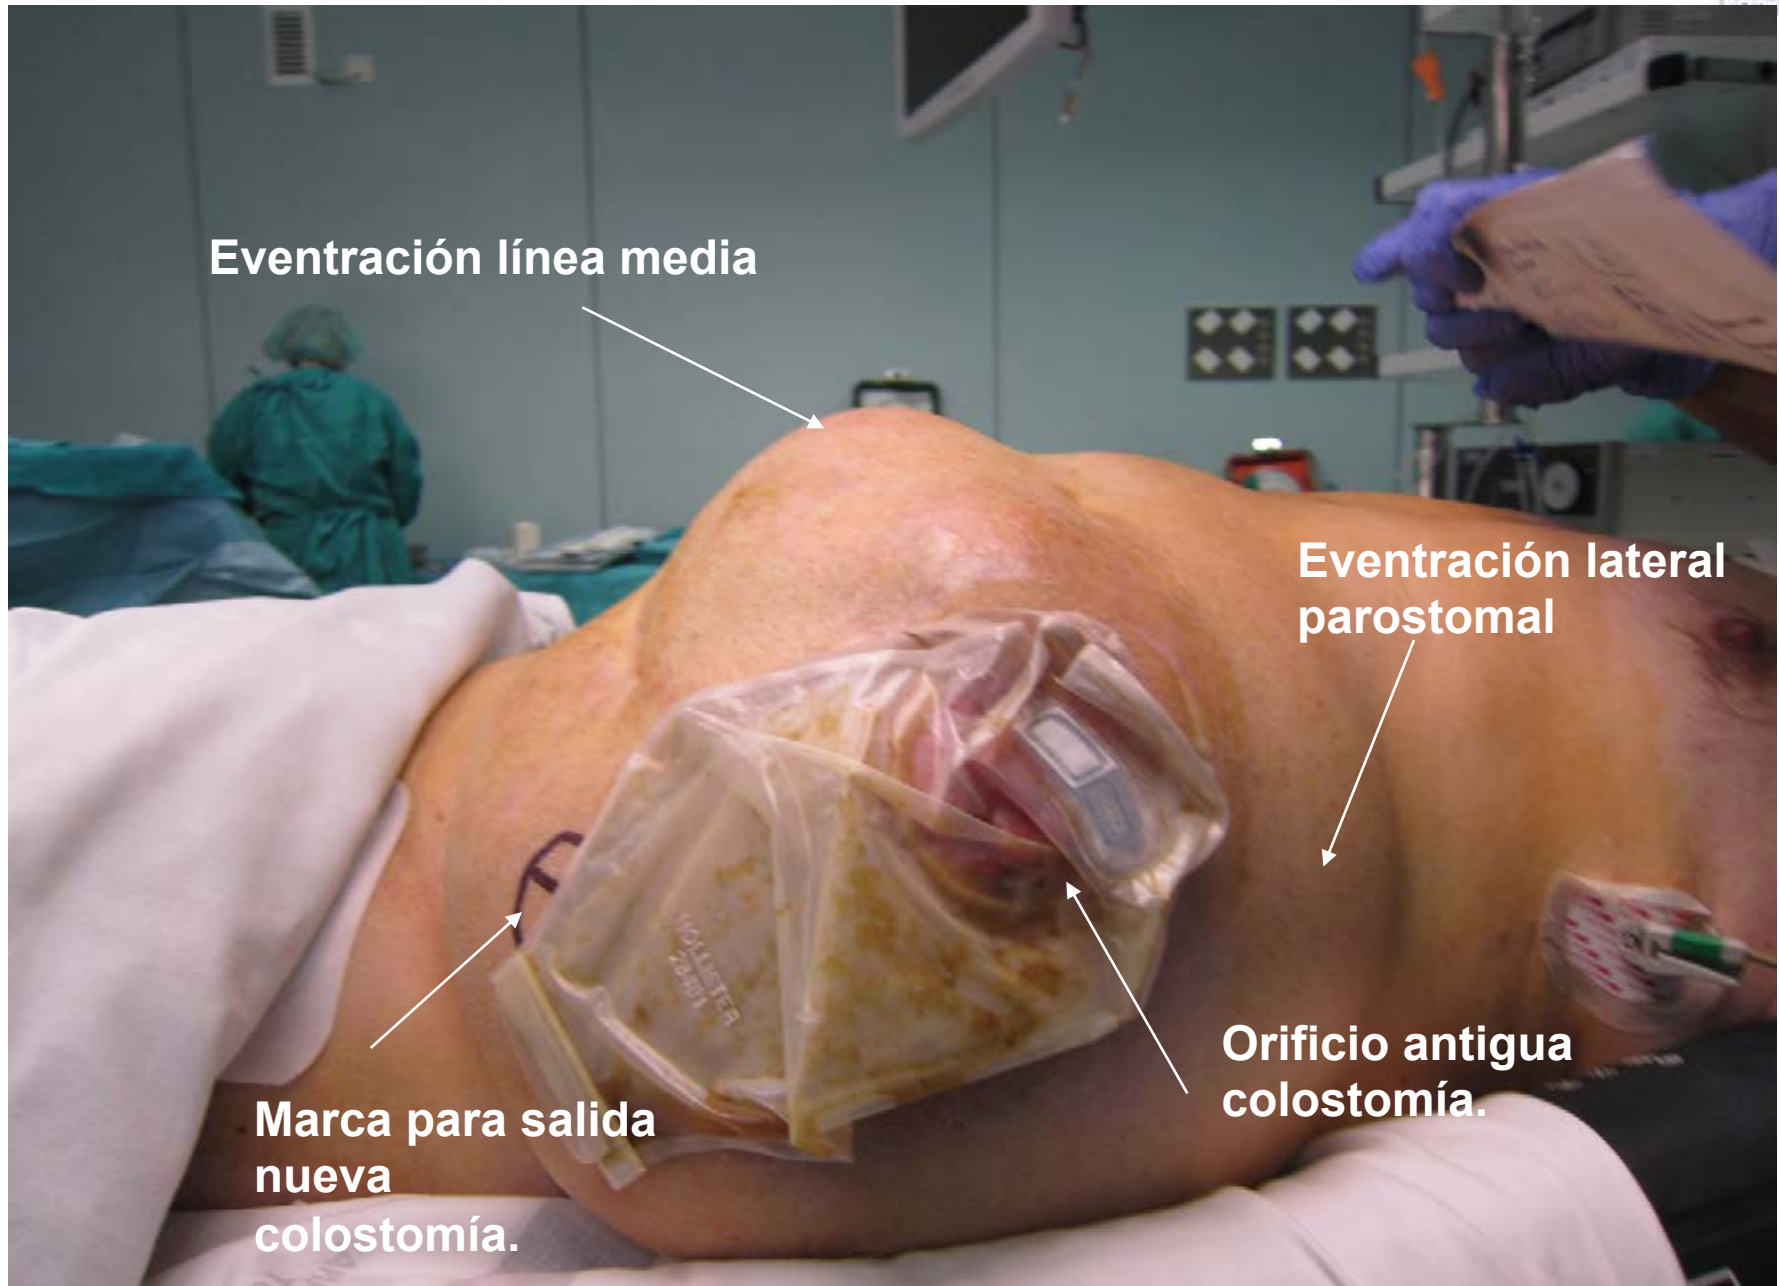 Eventración línea media
Eventración lateral
parostomal
HOLLISTER
Orificio antigua
colostomía.
Marca para salida
nueva
colostomía.